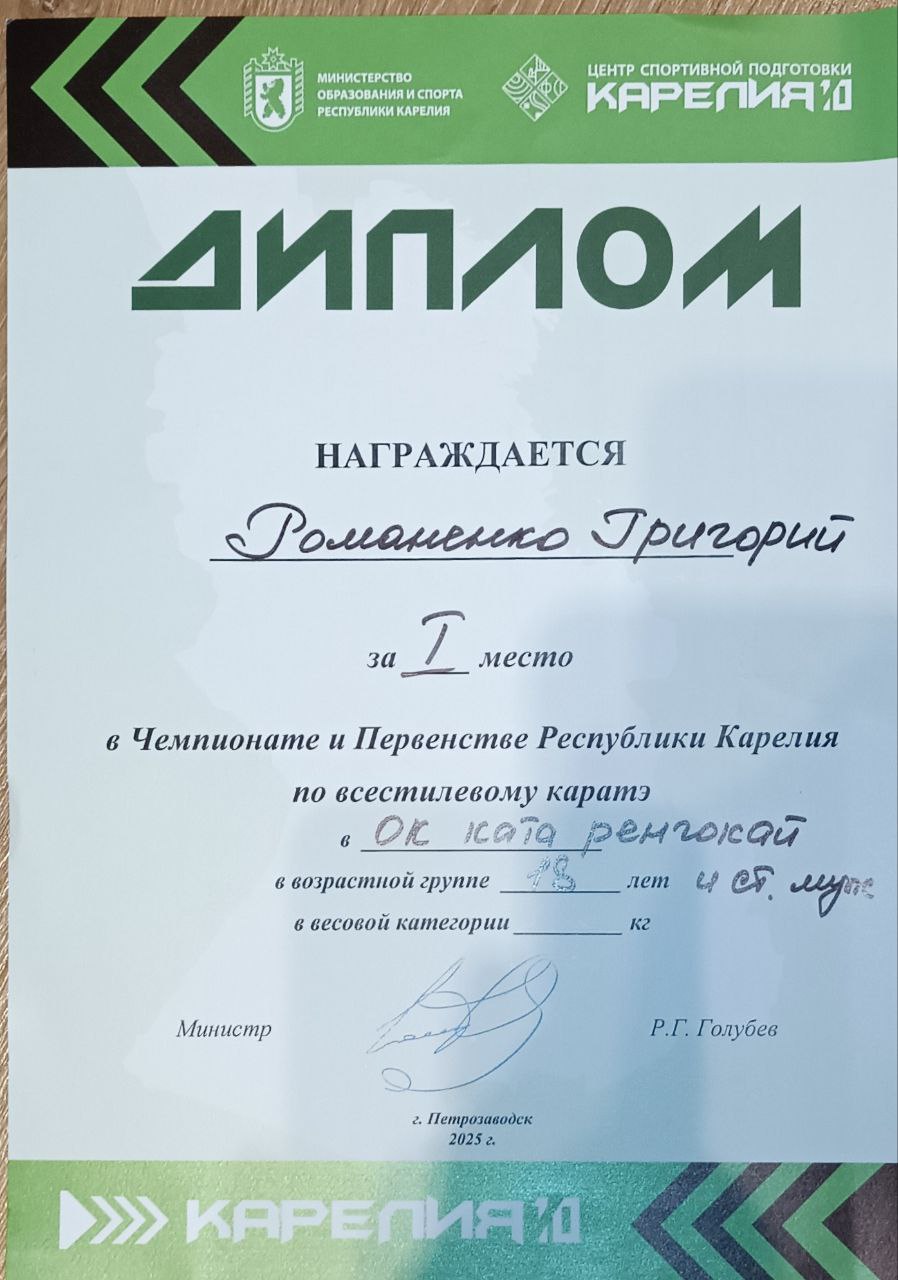 МИНИСТЕРСТВО
ОБРАЗОВАНИЯ И СПОРТА
РЕСПУБЛИКИ КАРЕЛИЯ
ЦЕНТР СПОРТИВНОЙ ПОДГОТОВКИ
КАРЕЛИЯ'10
ДИПЛОМ
НАГРАЖДАЕТСЯ
Романенко Григорий
за I место
в Чемпионате и Первенстве Республики Карелия
по всестилевому каратэ
в ОК ката ренгокай
в возрастной группе 18 лет и ст. муж
в весовой категории ________ кг
Министр Р.Г. Голубев
г. Петрозаводск
2025 г.
КАРЕЛИЯ'10